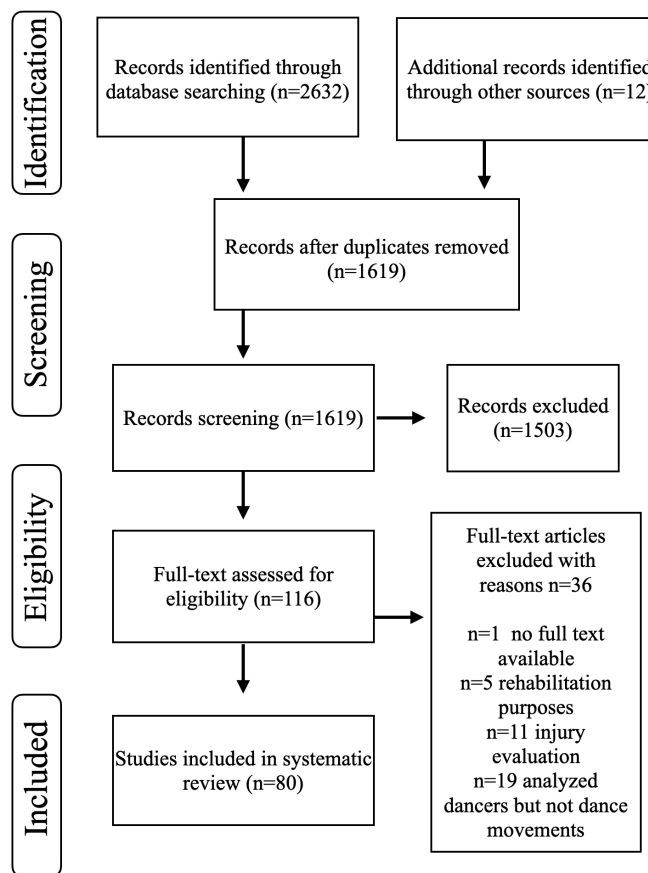 Identification
Records identified through
database searching (n=2632)
Additional records identified
through other sources (n=12)
Records after duplicates removed
(n=1619)
Screening
Records screening (n=1619)
Records excluded
(n=1503)
Eligibility
Full-text assessed for
eligibility (n=116)
Full-text articles
excluded with
reasons n=36
n=1 no full text
available
n=5 rehabilitation
purposes
n=11 injury
evaluation
n=19 analyzed
dancers but not dance
movements
Included
Studies included in systematic
review (n=80)